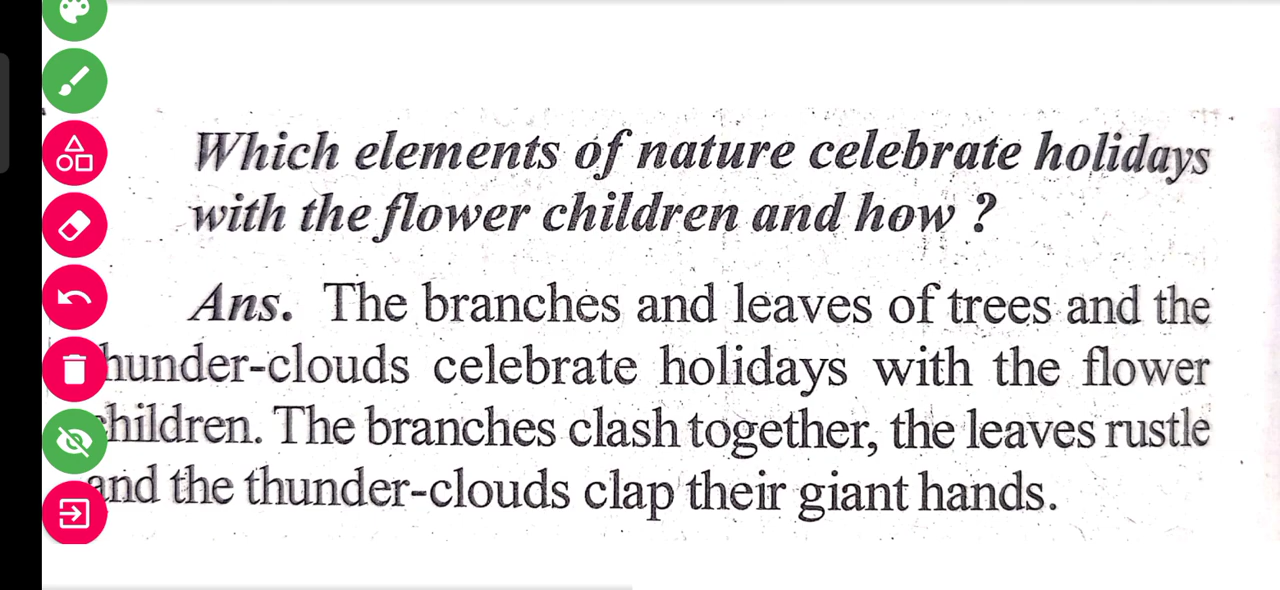 Which elements of nature celebrate holidays
with the flower children and how ?
Ans. The branches and leaves of trees and the
hunder-clouds celebrate holidays with the flower
children. The branches clash together, the leaves rustle
and the thunder-clouds clap their giant hands.